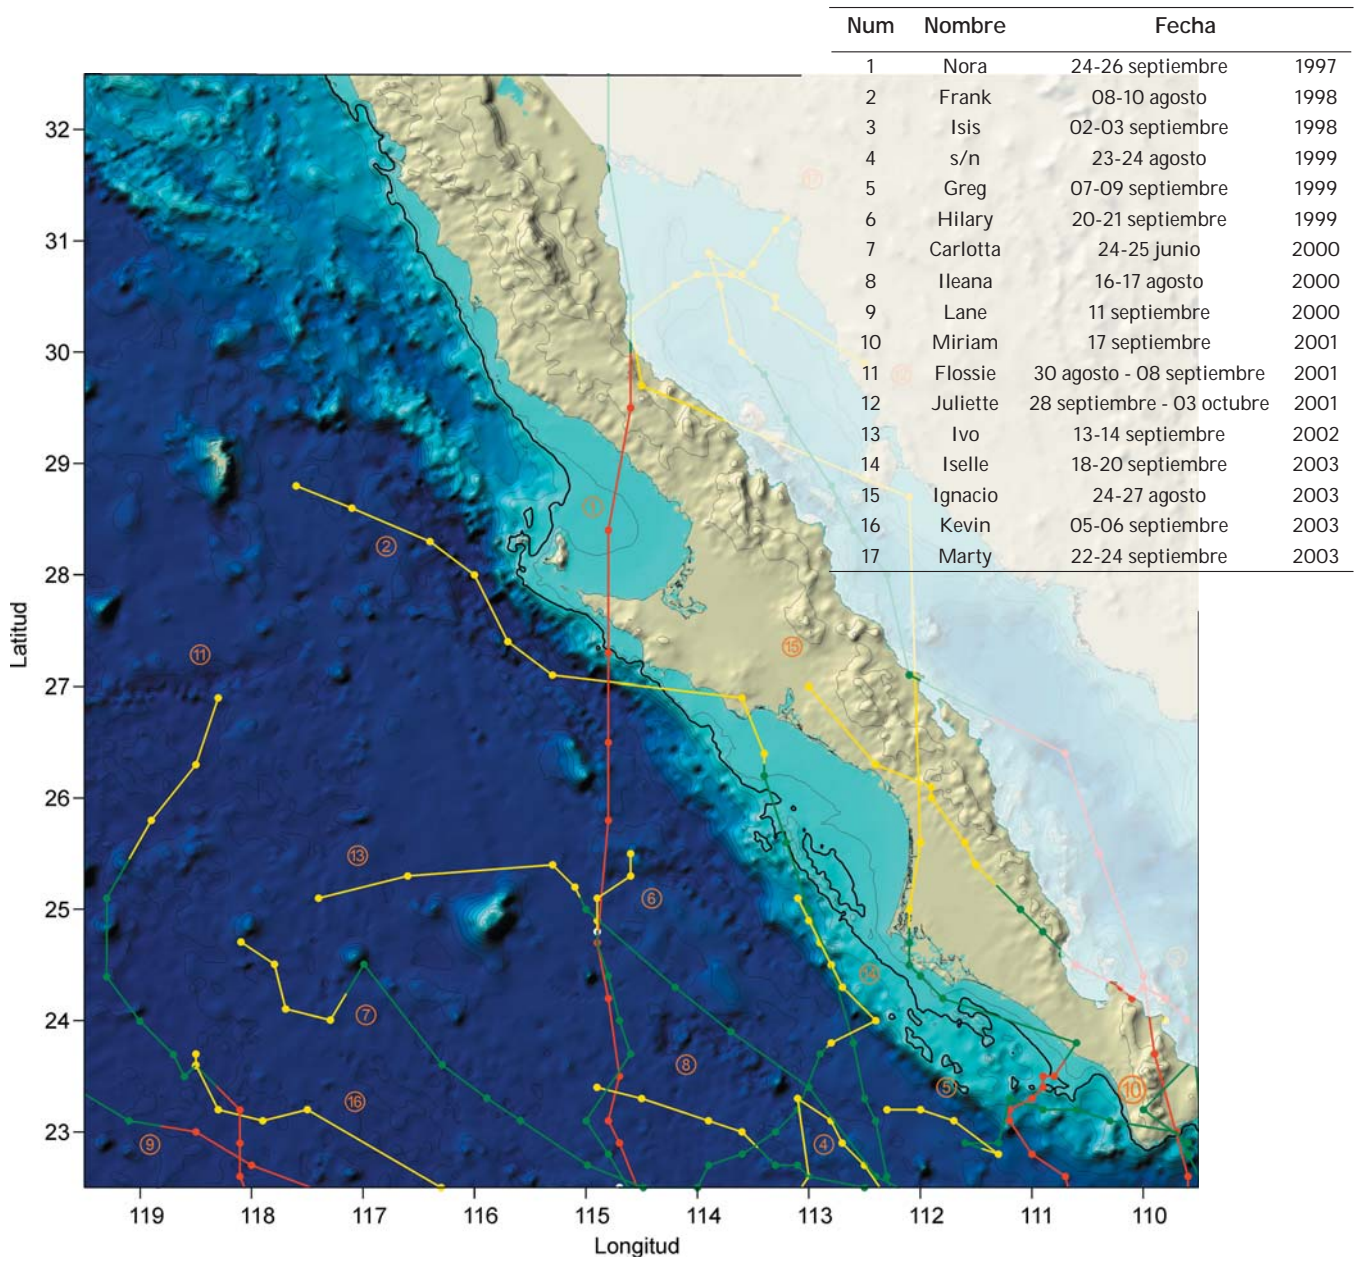 Num Nombre Fecha
1 Nora 24-26 septiembre 1997
2 Frank 08-10 agosto 1998
3 Isis 02-03 septiembre 1998
4 s/n 23-24 agosto 1999
5 Greg 07-09 septiembre 1999
6 Hilary 20-21 septiembre 1999
7 Carlotta 24-25 junio 2000
8 Ileana 16-17 agosto 2000
9 Lane 11 septiembre 2000
10 Miriam 17 septiembre 2001
11 Flossie 30 agosto - 08 septiembre 2001
12 Juliette 28 septiembre - 03 octubre 2001
13 Ivo 13-14 septiembre 2002
14 Iselle 18-20 septiembre 2003
15 Ignacio 24-27 agosto 2003
16 Kevin 05-06 septiembre 2003
17 Marty 22-24 septiembre 2003
32
31
30
29
28
27
26
25
24
23
Latitud
1
2
15
11
13
6
14
7
8
5
10
16
9
4
119 118 117 116 115 114 113 112 111 110
Longitud